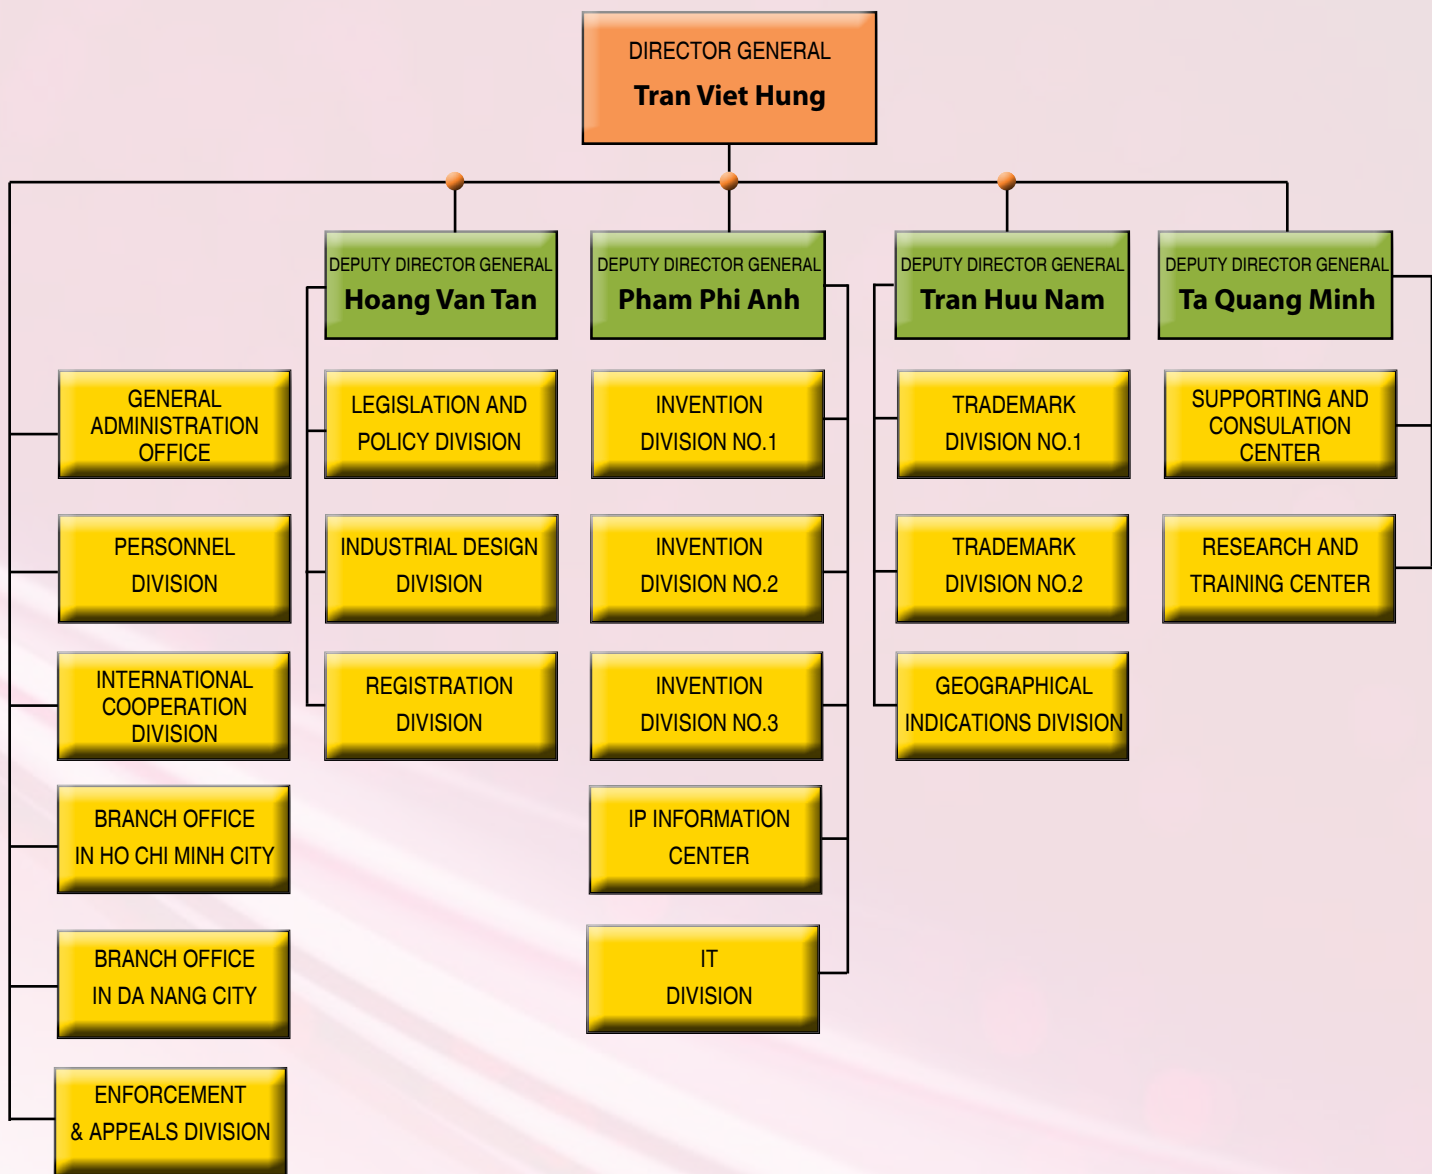 DIRECTOR GENERAL
Tran Viet Hung
DEPUTY DIRECTOR GENERAL
Hoang Van Tan
DEPUTY DIRECTOR GENERAL
Pham Phi Anh
DEPUTY DIRECTOR GENERAL
Tran Huu Nam
DEPUTY DIRECTOR GENERAL
Ta Quang Minh
GENERAL
ADMINISTRATION
OFFICE
LEGISLATION AND
POLICY DIVISION
INVENTION
DIVISION NO.1
TRADEMARK
DIVISION NO.1
SUPPORTING AND
CONSULATION
CENTER
PERSONNEL
DIVISION
INDUSTRIAL DESIGN
DIVISION
INVENTION
DIVISION NO.2
TRADEMARK
DIVISION NO.2
RESEARCH AND
TRAINING CENTER
INTERNATIONAL
COOPERATION
DIVISION
REGISTRATION
DIVISION
INVENTION
DIVISION NO.3
GEOGRAPHICAL
INDICATIONS DIVISION
BRANCH OFFICE
IN HO CHI MINH CITY
IP INFORMATION
CENTER
BRANCH OFFICE
IN DA NANG CITY
IT
DIVISION
ENFORCEMENT
& APPEALS DIVISION